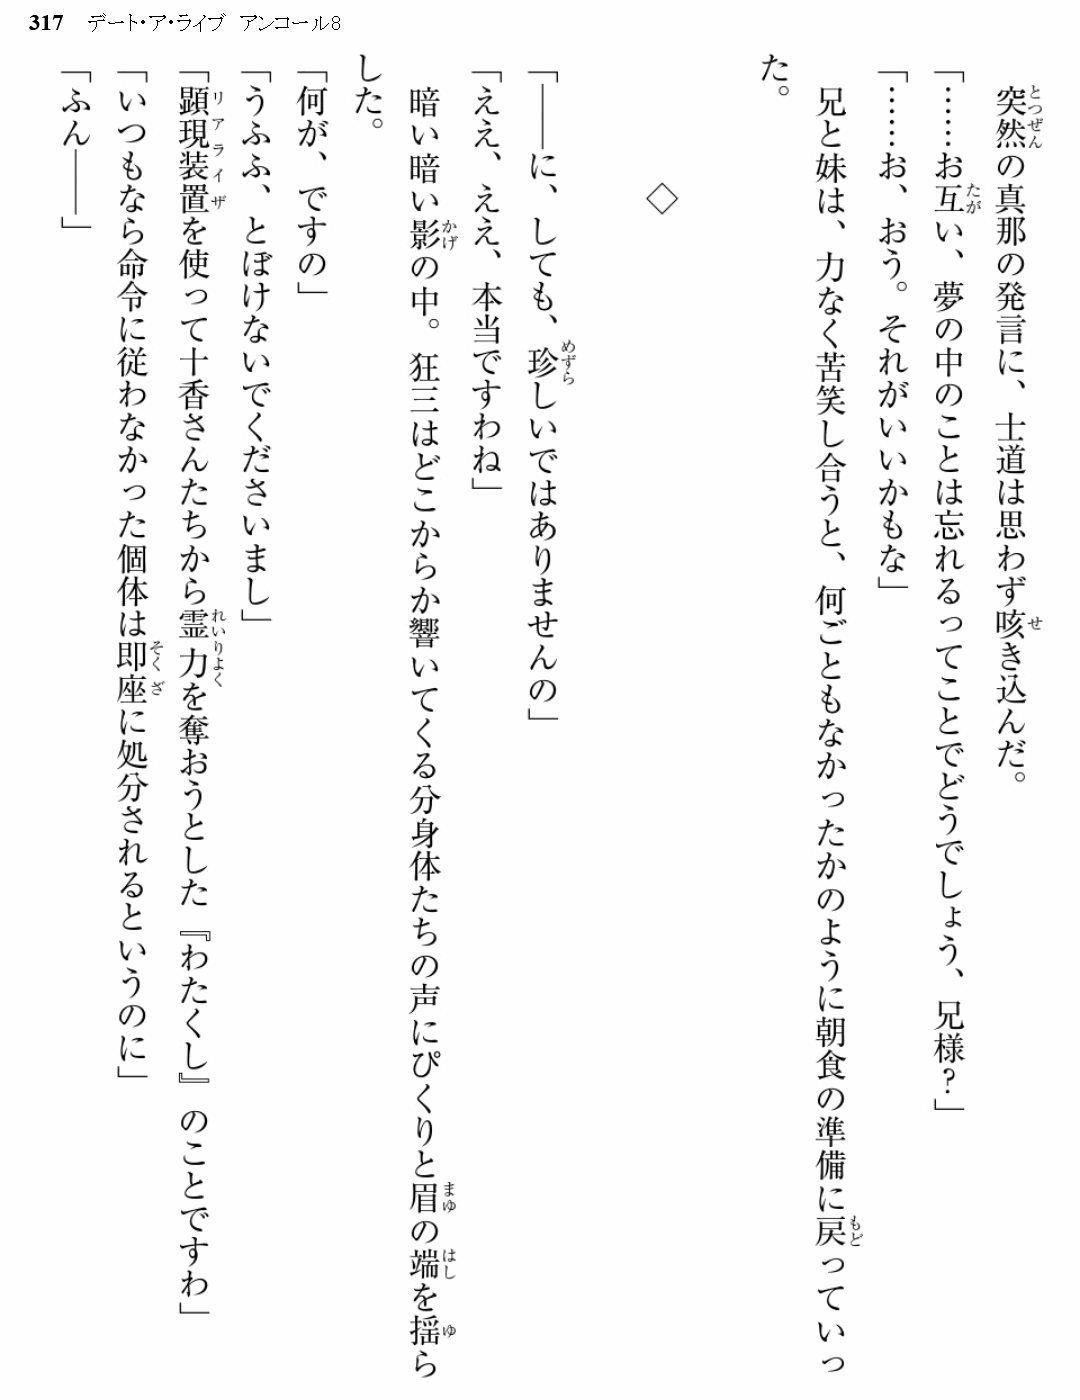 317 デート・ア・ライブ アンコール8
突然の真那の発言に、士道は思わず咳き込んだ。
「……お互い、夢の中のことは忘れるってことでどうでしょう、兄様?」
「……お、おう。それがいいかもな」
兄と妹は、力なく苦笑し合うと、何ごともなかったかのように朝食の準備に戻っていっ
た。
◇
「――に、しても、珍しいではありませんの」
「ええ、ええ、本当ですわね」
暗い暗い影の中。狂三はどこからか響いてくる分身体たちの声にぴくりと眉の端を揺ら
した。
「何が、ですの」
「うふふ、とぼけないでくださいまし」
「顕現装置を使って十香さんたちから霊力を奪おうとした『わたくし』のことですわ」
「いつもなら命令に従わなかった個体は即座に処分されるというのに」
「ふん――」